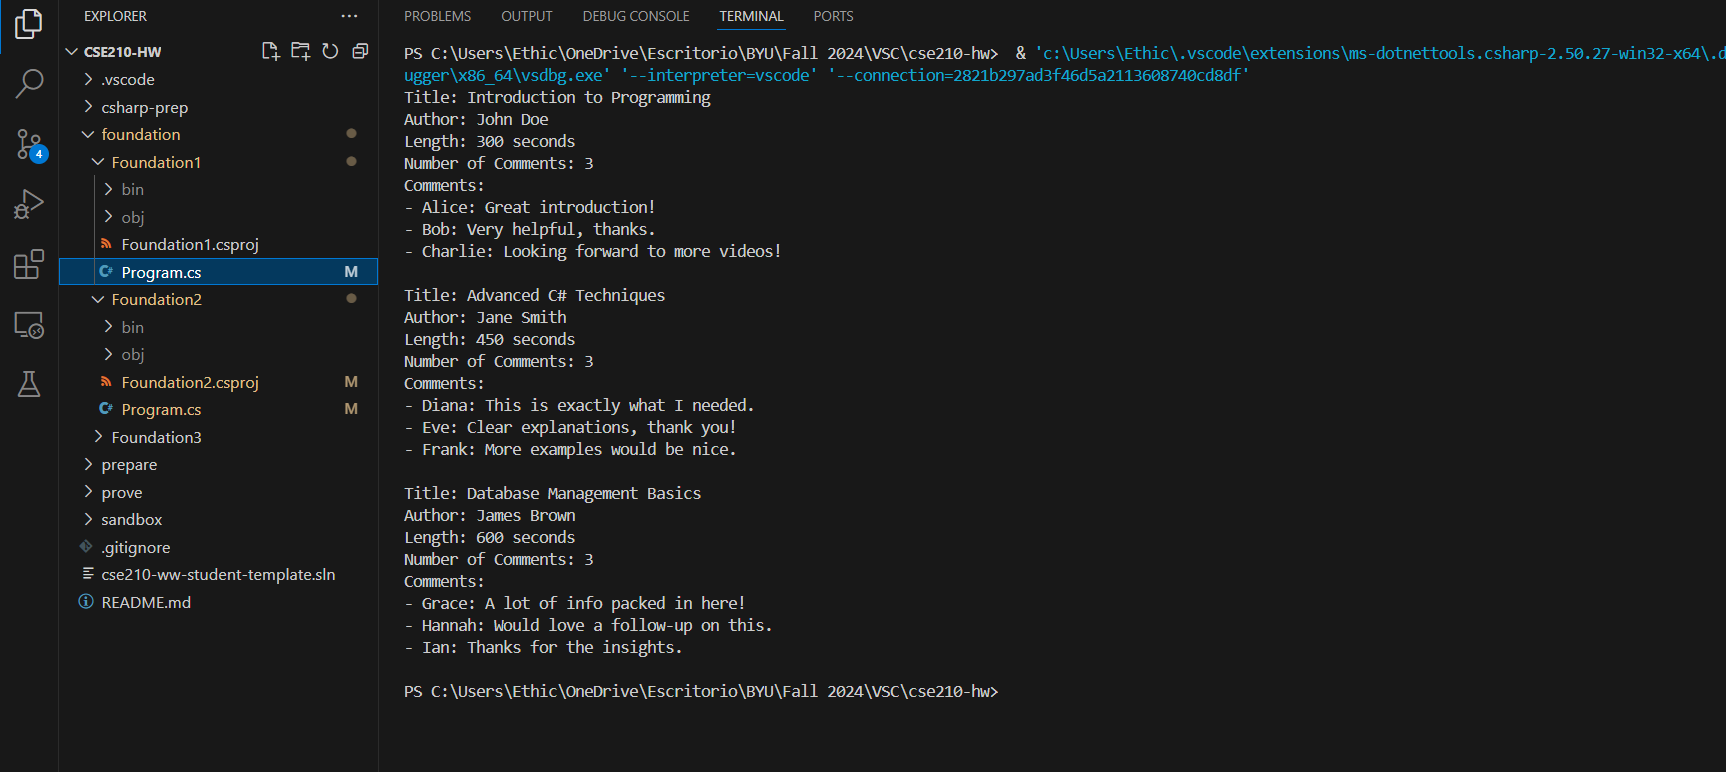 EXPLORER
CSE210-HW
.vscode
csharp-prep
foundation
Foundation1
bin
obj
Foundation1.csproj
C# Program.cs M
Foundation2
bin
obj
Foundation2.csproj M
C# Program.cs M
Foundation3
prepare
prove
sandbox
.gitignore
cse210-ww-student-template.sln
README.md
4
PROBLEMS OUTPUT DEBUG CONSOLE TERMINAL PORTS
PS C:\Users\Ethic\OneDrive\Escritorio\BYU\Fall 2024\VSC\cse210-hw>  & 'c:\Users\Ethic\.vscode\extensions\ms-dotnettools.csharp-2.50.27-win32-x64\.d
ugger\x86_64\vsdbg.exe' '--interpreter=vscode' '--connection=2821b297ad3f46d5a2113608740cd8df'
Title: Introduction to Programming
Author: John Doe
Length: 300 seconds
Number of Comments: 3
Comments:
- Alice: Great introduction!
- Bob: Very helpful, thanks.
- Charlie: Looking forward to more videos!
Title: Advanced C# Techniques
Author: Jane Smith
Length: 450 seconds
Number of Comments: 3
Comments:
- Diana: This is exactly what I needed.
- Eve: Clear explanations, thank you!
- Frank: More examples would be nice.
Title: Database Management Basics
Author: James Brown
Length: 600 seconds
Number of Comments: 3
Comments:
- Grace: A lot of info packed in here!
- Hannah: Would love a follow-up on this.
- Ian: Thanks for the insights.
PS C:\Users\Ethic\OneDrive\Escritorio\BYU\Fall 2024\VSC\cse210-hw>